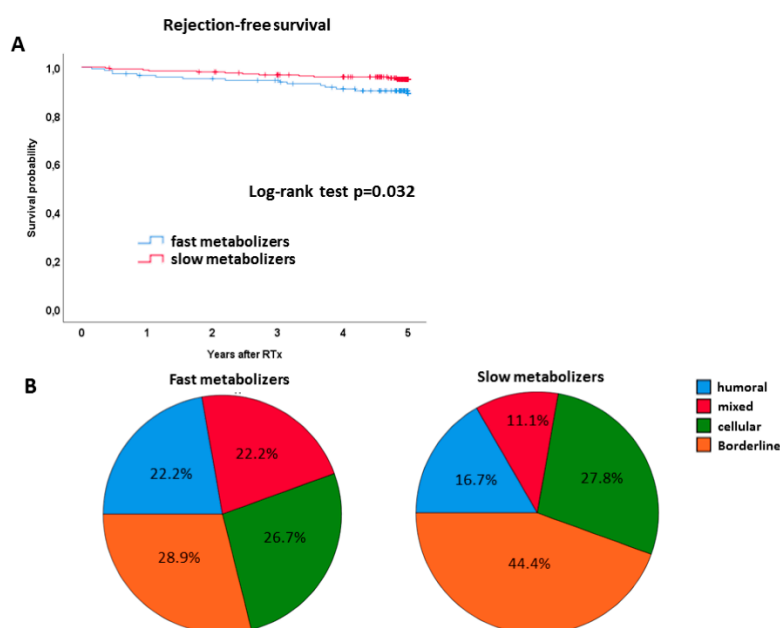 Rejection-free survival
A
1,0
0,8
0,6
0,4
0,2
0,0
Survival probability
Log-rank test p=0.032
fast metabolizers
slow metabolizers
0 1 2 3 4 5
Years after RTx
B
Fast metabolizers
22.2%
22.2%
26.7%
28.9%
Slow metabolizers
16.7%
11.1%
27.8%
44.4%
humoral
mixed
cellular
Borderline